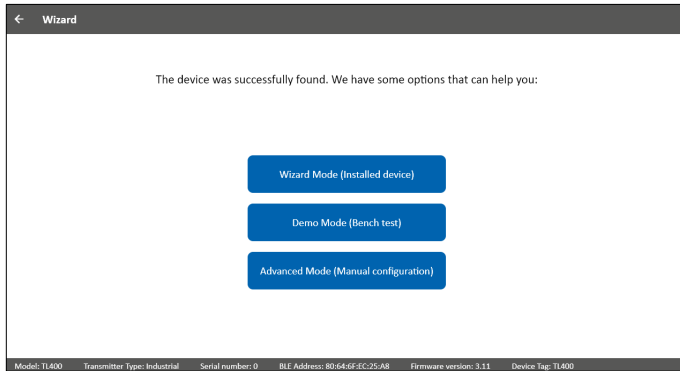 ← Wizard
The device was successfully found. We have some options that can help you:
Wizard Mode (Installed device)
Demo Mode (Bench test)
Advanced Mode (Manual configuration)
Model: TL400 Transmitter Type: Industrial Serial number: 0 BLE Address: 80:64:6F:EC:25:A8 Firmware version: 3.11 Device Tag: TL400